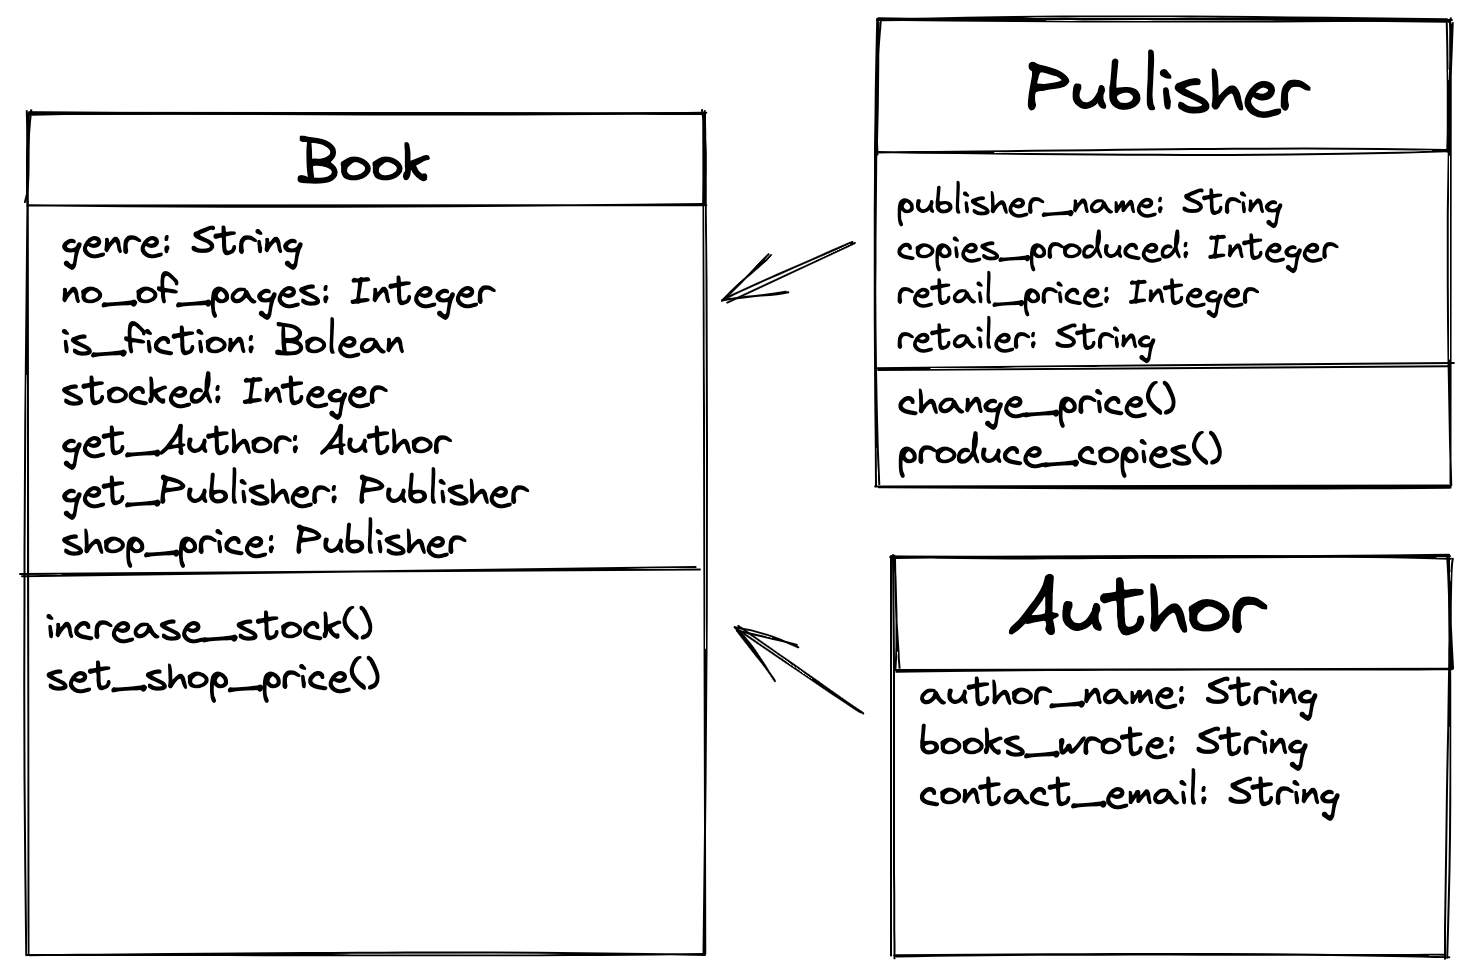 Book
genre: String
no_of_pages: Integer
is_fiction: Bolean
stocked: Integer
get_Author: Author
get_Publisher: Publisher
shop_price: Publisher
increase_stock()
set_shop_price()
Publisher
publisher_name: String
copies_produced: Integer
retail_price: Integer
retailer: String
change_price()
produce_copies()
Author
author_name: String
books_wrote: String
contact_email: String